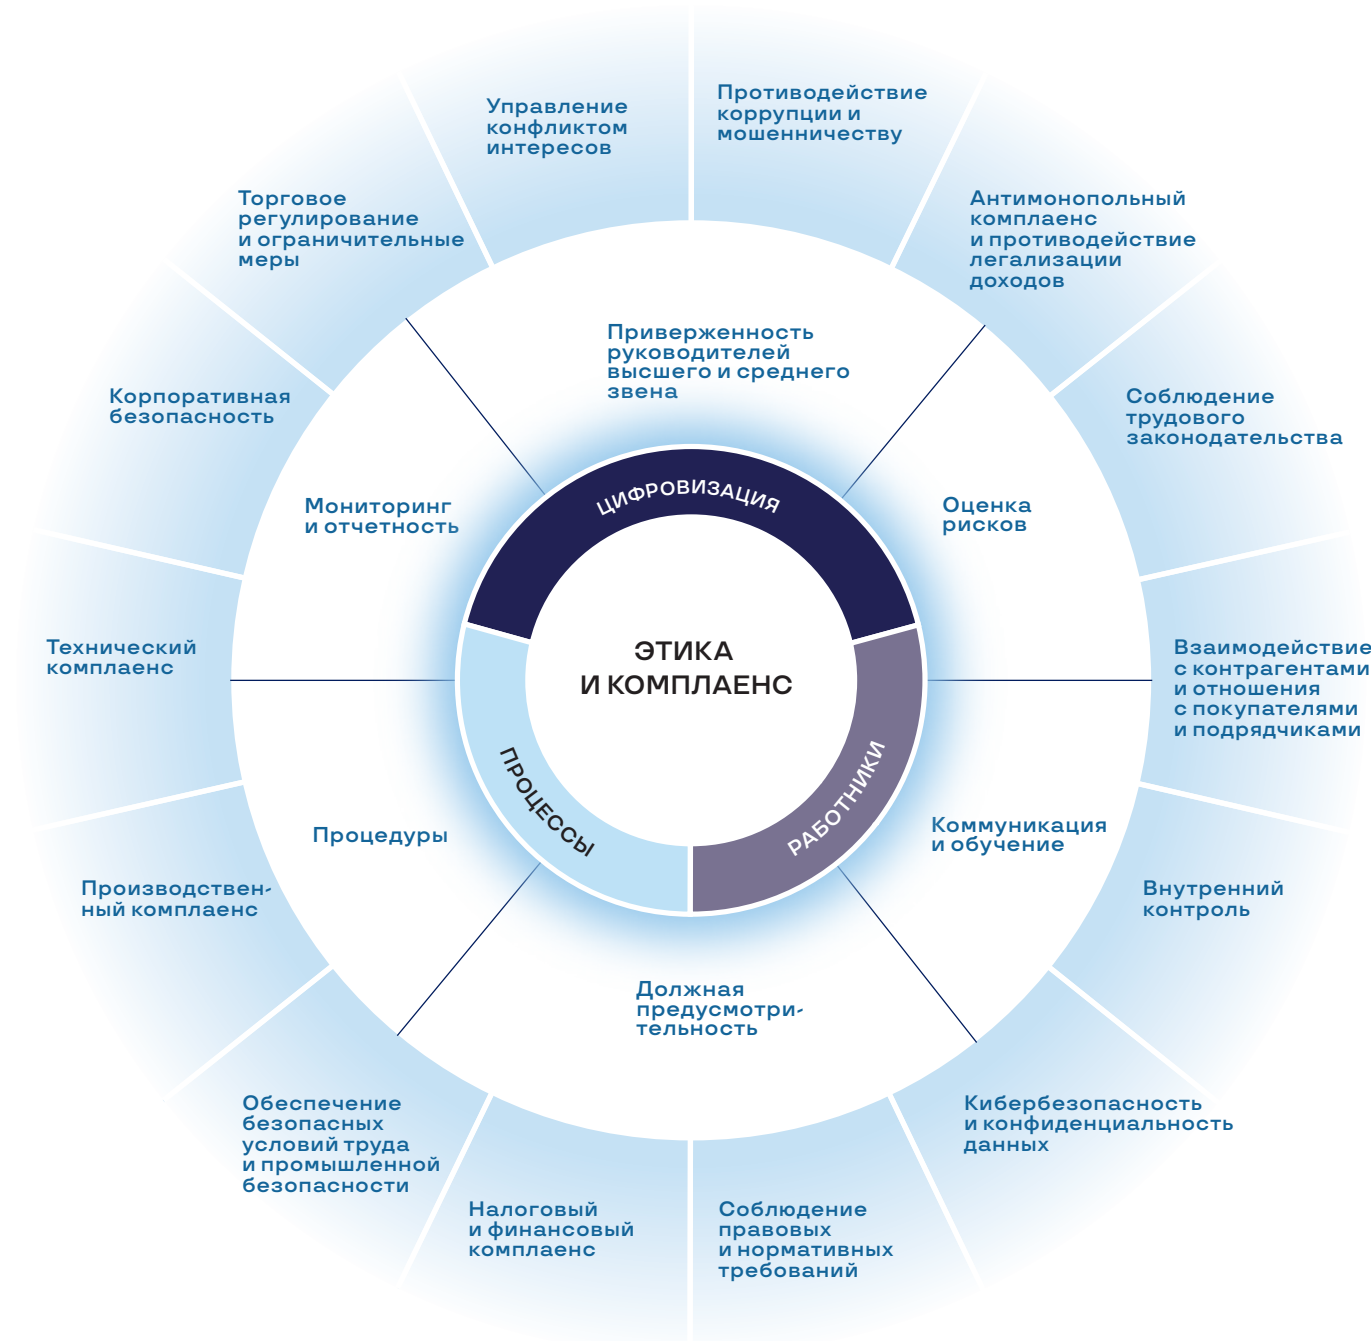 Управление
конфликтом
интересов
Противодействие
коррупции и
мошенничеству
Антимонопольный
комплаенс
и противодействие
легализации
доходов
Соблюдение
трудового
законодательства
Взаимодействие
с контрагентами
и отношения
с покупателями
и подрядчиками
Внутренний
контроль
Кибербезопасность
и конфиденциальность
данных
Соблюдение
правовых
и нормативных
требований
Налоговый
и финансовый
комплаенс
Обеспечение
безопасных
условий труда
и промышленной
безопасности
Производствен-
ный комплаенс
Технический
комплаенс
Корпоративная
безопасность
Торговое
регулирование
и ограничительные
меры
Приверженность
руководителей
высшего и среднего
звена
Оценка
рисков
Коммуникация
и обучение
Должная
предусмотри-
тельность
Процедуры
Мониторинг
и отчетность
ЦИФРОВИЗАЦИЯ
РАБОТНИКИ
ПРОЦЕССЫ
ЭТИКА
И КОМПЛАЕНС